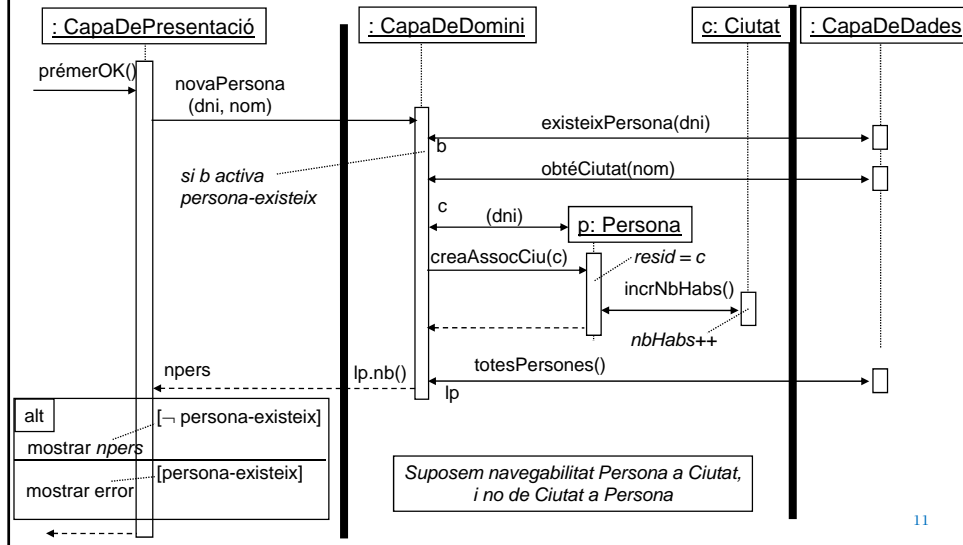 : CapaDePresentació
: CapaDeDomini
c: Ciutat
: CapaDeDades
prémerOK()
novaPersona
(dni, nom)
existeixPersona(dni)
b
si b activa
persona-existeix
obtéCiutat(nom)
c
(dni)
p: Persona
creaAssocCiu(c)
resid = c
incrNbHabs()
nbHabs++
totesPersones()
npers
lp.nb()
lp
alt
[¬ persona-existeix]
mostrar npers
[persona-existeix]
mostrar error
Suposem navegabilitat Persona a Ciutat,
i no de Ciutat a Persona
11